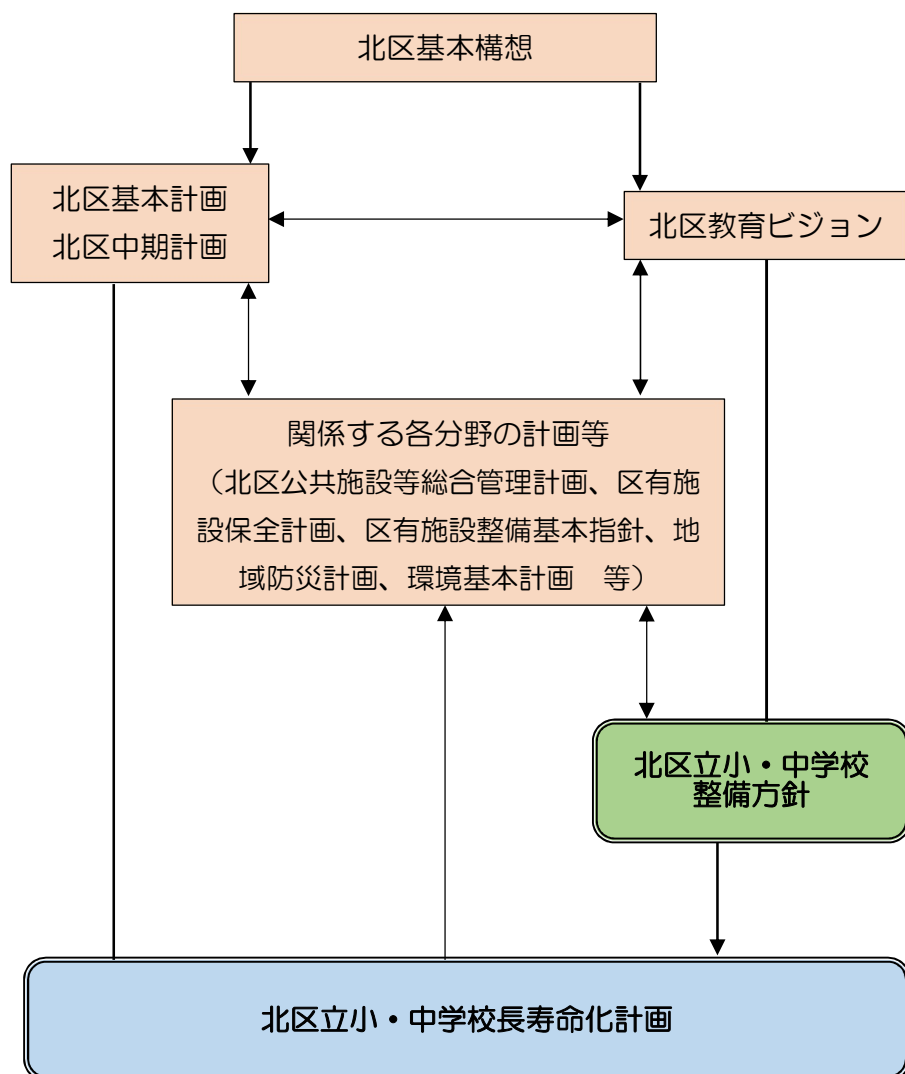 北区基本構想
北区基本計画
北区中期計画
北区教育ビジョン
関係する各分野の計画等
（北区公共施設等総合管理計画、区有施
設保全計画、区有施設整備基本指針、地
域防災計画、環境基本計画　等）
北区立小・中学校
整備方針
北区立小・中学校長寿命化計画